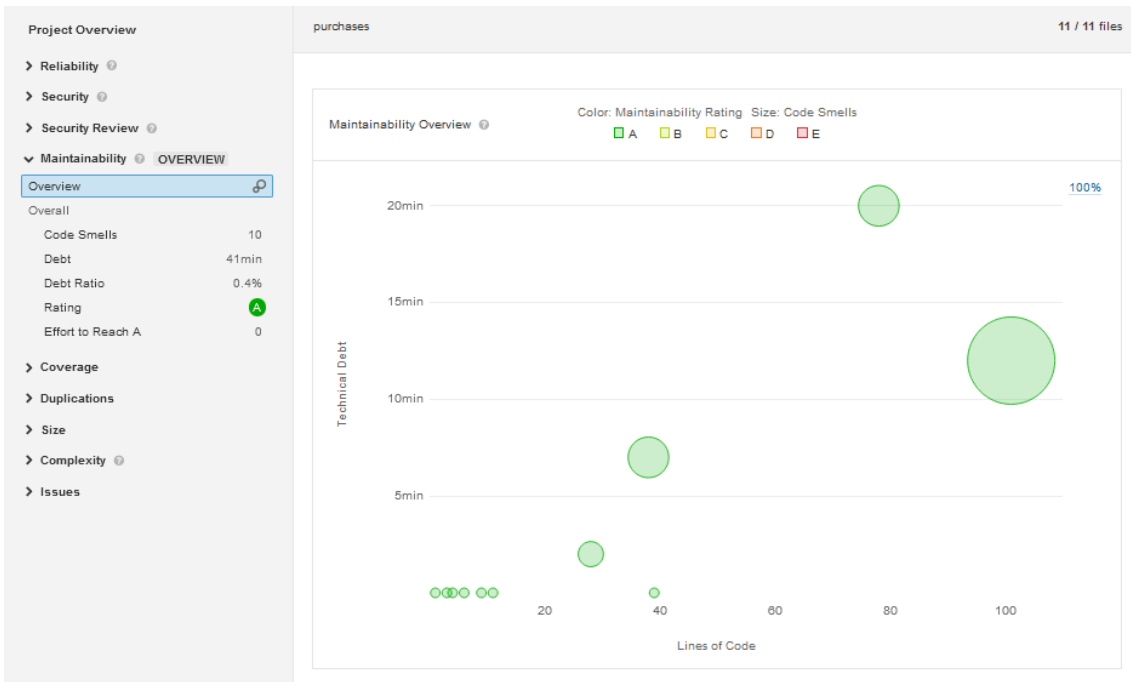 Project Overview
purchases
11 / 11 files
Reliability ?
Security ?
Security Review ?
Maintainability ? OVERVIEW
Overview
Overall
Code Smells 10
Debt 41min
Debt Ratio 0.4%
Rating A
Effort to Reach A 0
Coverage
Duplications
Size
Complexity ?
Issues
Maintainability Overview ?
Color: Maintainability Rating Size: Code Smells
A B C D E
100%
20min
15min
10min
5min
Technical Debt
20 40 60 80 100
Lines of Code